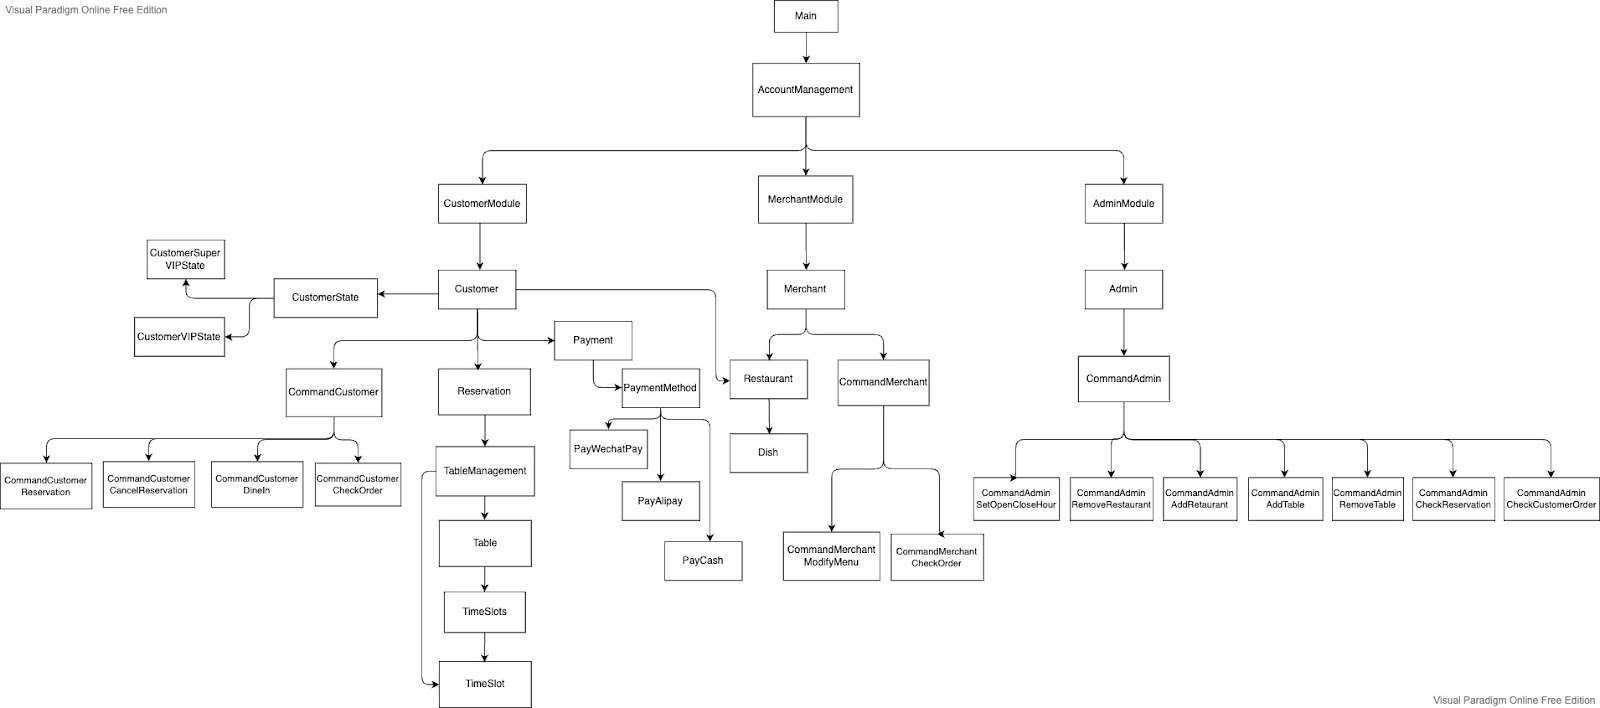 Visual Paradigm Online Free Edition
Main
AccountManagement
CustomerModule
MerchantModule
AdminModule
CustomerSuper
VIPState
CustomerState
Customer
Merchant
Admin
CustomerVIPState
Payment
CommandCustomer
Reservation
PaymentMethod
Restaurant
CommandMerchant
CommandAdmin
PayWechatPay
Dish
CommandCustomer
Reservation
CommandCustomer
CancelReservation
CommandCustomer
DineIn
CommandCustomer
CheckOrder
TableManagement
PayAlipay
CommandAdmin
SetOpenCloseHour
CommandAdmin
RemoveRestaurant
CommandAdmin
AddRetaurant
CommandAdmin
AddTable
CommandAdmin
RemoveTable
CommandAdmin
CheckReservation
CommandAdmin
CheckCustomerOrder
Table
PayCash
CommandMerchant
ModifyMenu
CommandMerchant
CheckOrder
TimeSlots
TimeSlot
Visual Paradigm Online Free Edition